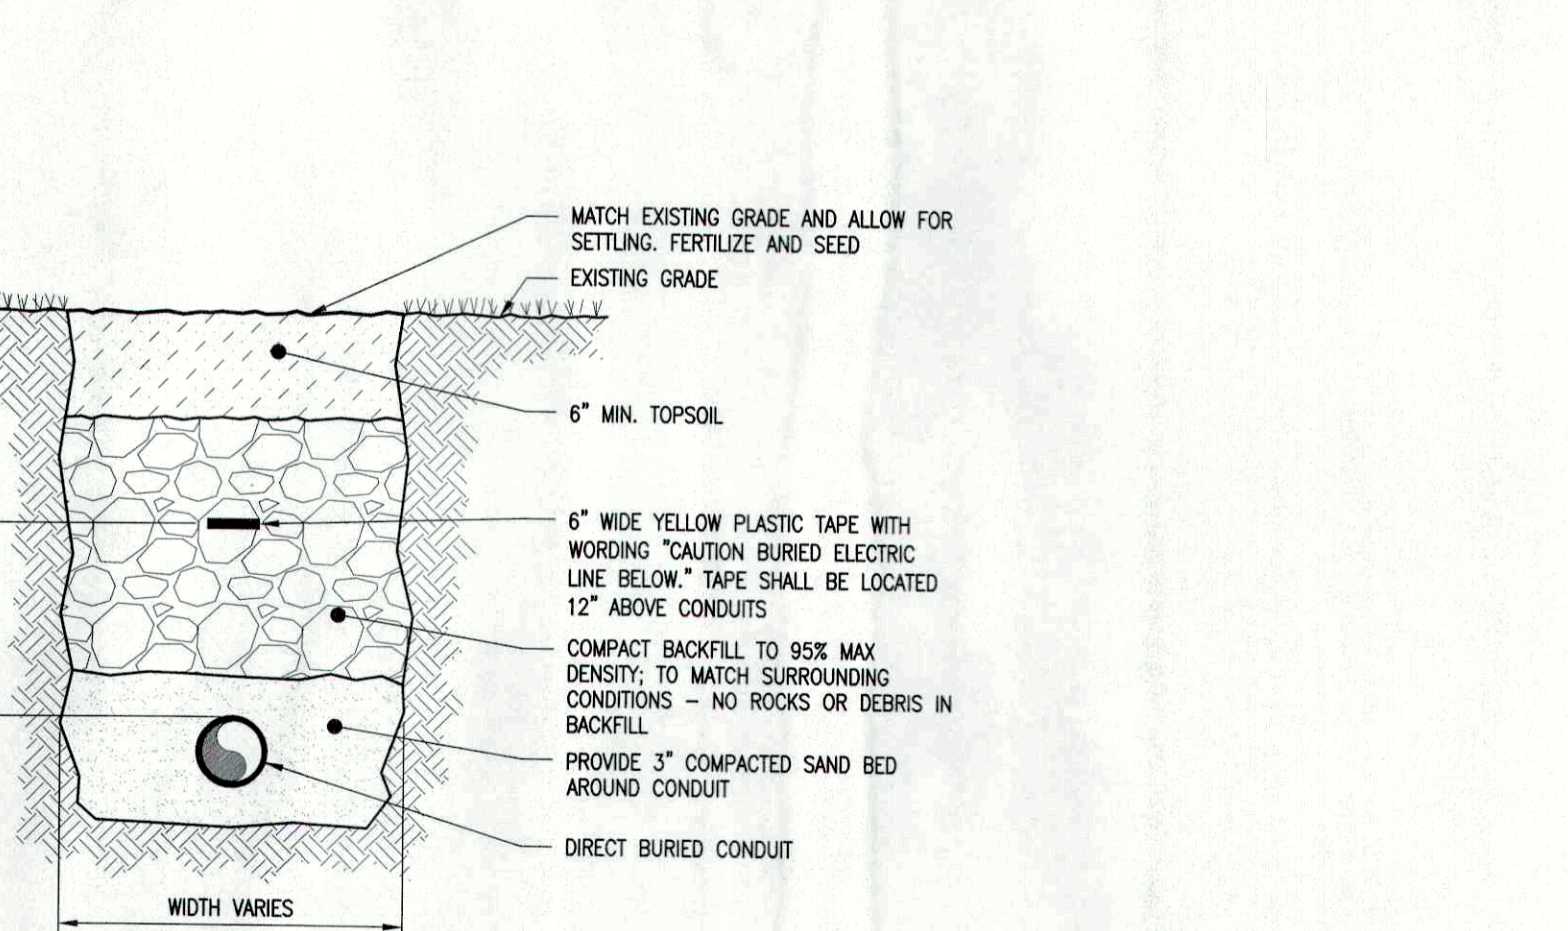 MATCH EXISTING GRADE AND ALLOW FOR
SETTLING. FERTILIZE AND SEED
EXISTING GRADE
6" MIN. TOPSOIL
6" WIDE YELLOW PLASTIC TAPE WITH
WORDING "CAUTION BURIED ELECTRIC
LINE BELOW." TAPE SHALL BE LOCATED
12" ABOVE CONDUITS
COMPACT BACKFILL TO 95% MAX
DENSITY; TO MATCH SURROUNDING
CONDITIONS – NO ROCKS OR DEBRIS IN
BACKFILL
PROVIDE 3" COMPACTED SAND BED
AROUND CONDUIT
DIRECT BURIED CONDUIT
WIDTH VARIES